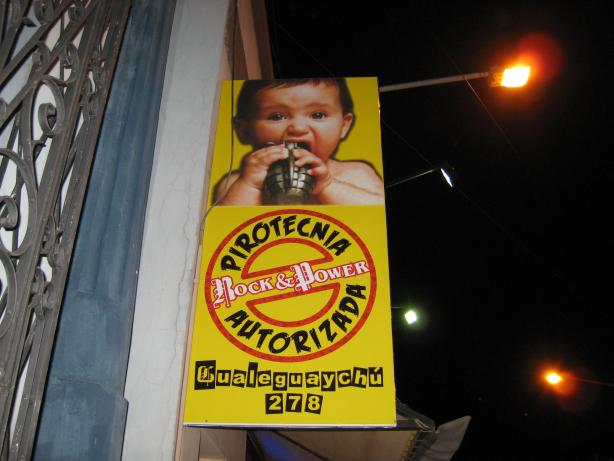 PIROTECNIA
ROCK & POWER
AUTORIZADA
Gualeguaychú
278